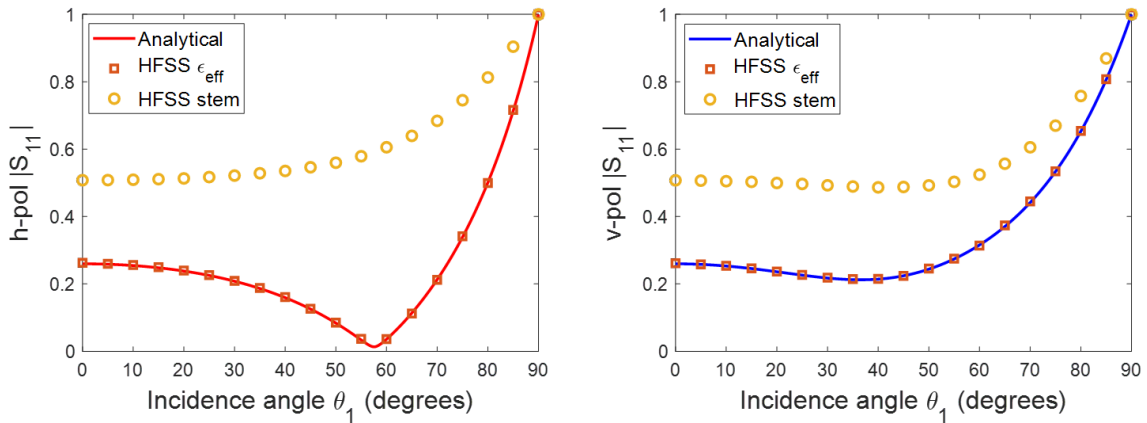 h-pol |S11|
1
0.8
0.6
0.4
0.2
0
Analytical
HFSS ϵeff
HFSS stem
0 10 20 30 40 50 60 70 80 90
Incidence angle θ1 (degrees)
v-pol |S11|
1
0.8
0.6
0.4
0.2
0
Analytical
HFSS ϵeff
HFSS stem
0 10 20 30 40 50 60 70 80 90
Incidence angle θ1 (degrees)